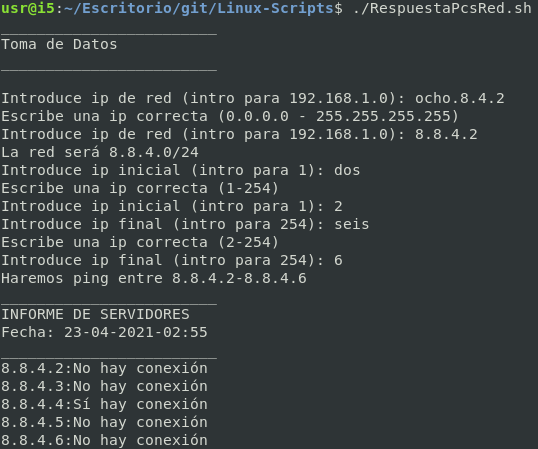 usr@i5:~/Escritorio/git/Linux-Scripts$ ./RespuestaPcsRed.sh
________________________
Toma de Datos
________________________
Introduce ip de red (intro para 192.168.1.0): ocho.8.4.2
Escribe una ip correcta (0.0.0.0 - 255.255.255.255)
Introduce ip de red (intro para 192.168.1.0): 8.8.4.2
La red será 8.8.4.0/24
Introduce ip inicial (intro para 1): dos
Escribe una ip correcta (1-254)
Introduce ip inicial (intro para 1): 2
Introduce ip final (intro para 254): seis
Escribe una ip correcta (2-254)
Introduce ip final (intro para 254): 6
Haremos ping entre 8.8.4.2-8.8.4.6
________________________
INFORME DE SERVIDORES
Fecha: 23-04-2021-02:55
________________________
8.8.4.2:No hay conexión
8.8.4.3:No hay conexión
8.8.4.4:Sí hay conexión
8.8.4.5:No hay conexión
8.8.4.6:No hay conexión